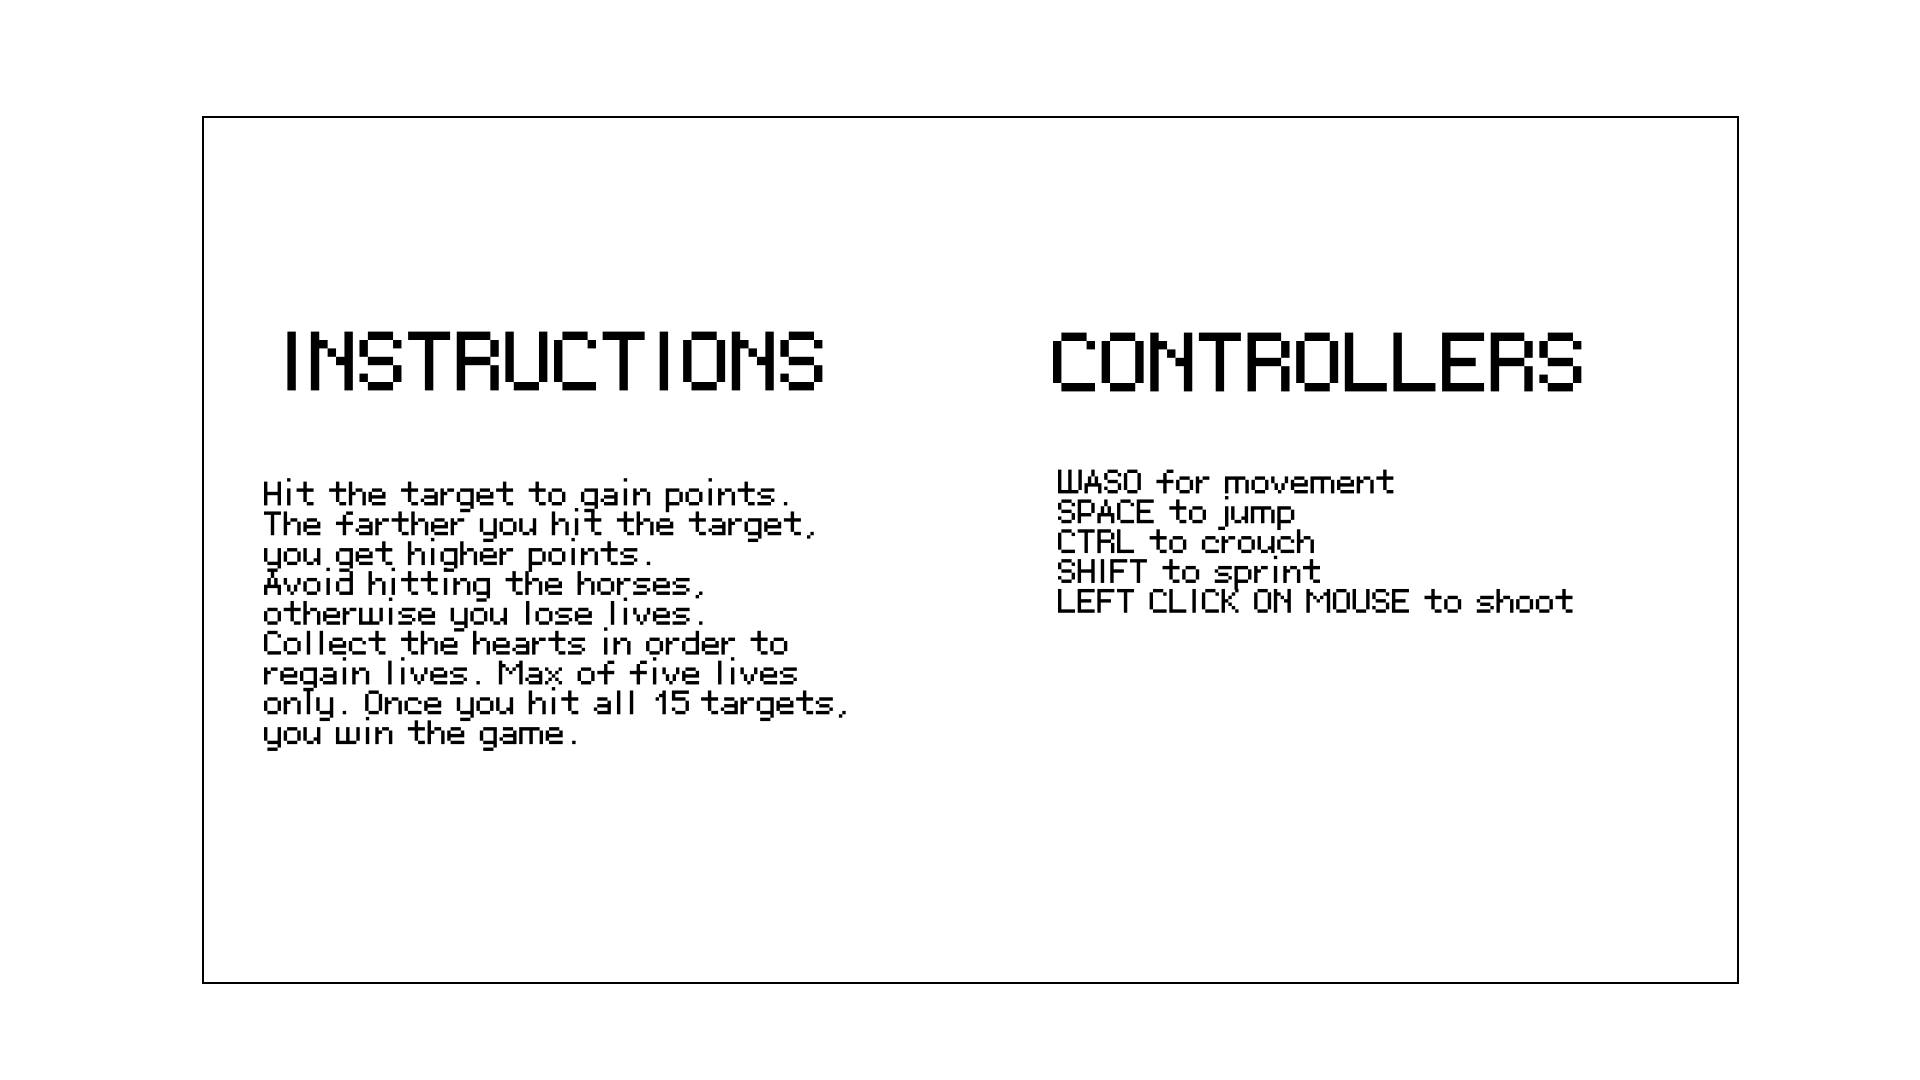 INSTRUCTIONS
Hit the target to gain points.
The farther you hit the target,
you get higher points.
Avoid hitting the horses,
otherwise you lose lives.
Collect the hearts in order to
regain lives. Max of five lives
only. Once you hit all 15 targets,
you win the game.
CONTROLLERS
WASD for movement
SPACE to jump
CTRL to crouch
SHIFT to sprint
LEFT CLICK ON MOUSE to shoot